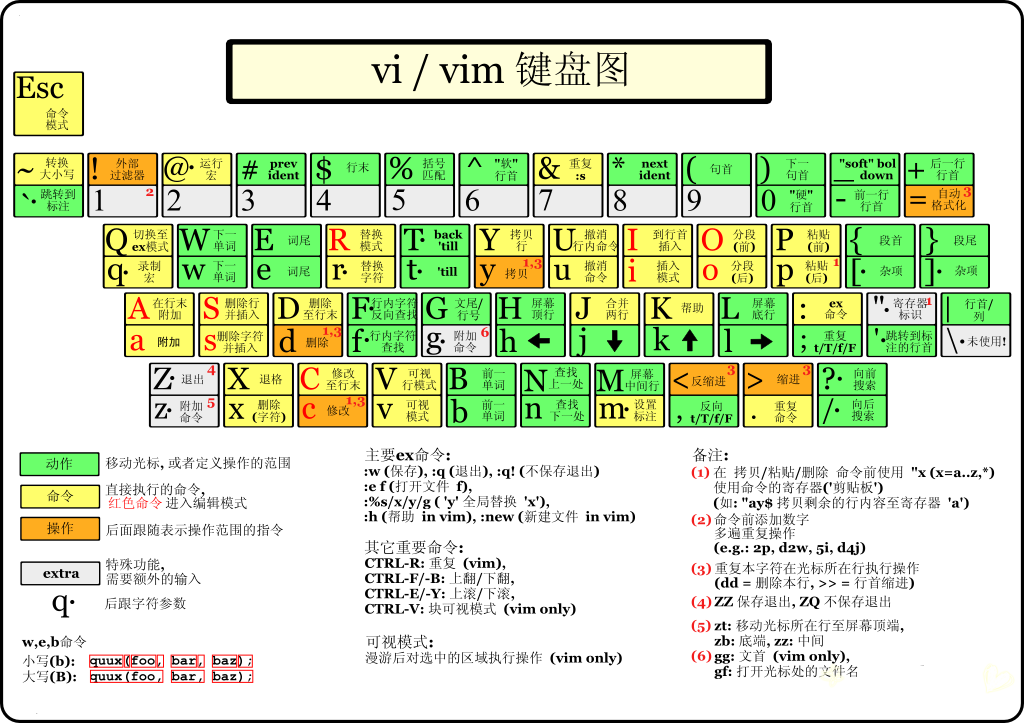 vi / vim 键盘图
Esc 命令
模式
~ 转换
大小写
`· 跳转到
标注
! 外部
过滤器
1 2
@· 运行
宏
2
# prev
ident
3
$ 行末
4
% 括号
匹配
5
^ "软"
行首
6
& 重复
:s
7
* next
ident
8
( 句首
9
) 下一
句首
0 "硬"
行首
"soft" bol
_ down
- 前一行
行首
+ 后一行
行首
= 自动 3
格式化
Q 切换至
ex模式
q· 录制
宏
W 下一
单词
w 下一
单词
E 词尾
e 词尾
R 替换
模式
r· 替换
字符
T· back
'till
t· 'till
Y 拷贝
行
y 拷贝 1,3
U 撤消
行内命令
u 撤消
命令
I 到行首
插入
i 插入
模式
O 分段
(前)
o 分段
(后)
P 粘贴
(前)
p 粘贴 1
(后)
{ 段首
[· 杂项
} 段尾
]· 杂项
A 在行末
附加
a 附加
S 删除行
并插入
s 删除字符
并插入
D 删除
至行末
d 删除 1,3
F· 行内字符
反向查找
f· 行内字符
查找
G 文尾/
行号
g· 附加 6
命令
H 屏幕
顶行
h ←
J 合并
两行
j ↓
K 帮助
k ↑
L 屏幕
底行
l →
: ex
命令
; 重复
t/T/f/F
"· 寄存器 1
标识
'· 跳转到标
注的行首
| 行首/
列
\· 未使用!
Z· 退出 4
z· 附加 5
命令
X 退格
x 删除
(字符)
C 修改
至行末
c 修改 1,3
V 可视
行模式
v 可视
模式
B 前一
单词
b 前一
单词
N 查找
上一处
n 查找
下一处
M 屏幕
中间行
m· 设置
标注
< 反缩进 3
, 反向
t/T/f/F
> 缩进 3
. 重复
命令
?· 向前
搜索
/· 向后
搜索
动作 移动光标, 或者定义操作的范围
命令 直接执行的命令,
红色命令 进入编辑模式
操作 后面跟随表示操作范围的指令
extra 特殊功能,
需要额外的输入
q· 后跟字符参数
w,e,b命令
小写(b): quux(foo, bar, baz);
大写(B): quux(foo, bar, baz);
主要ex命令:
:w (保存), :q (退出), :q! (不保存退出)
:e f (打开文件 f),
:%s/x/y/g ( 'y' 全局替换 'x'),
:h (帮助 in vim), :new (新建文件 in vim)
其它重要命令:
CTRL-R: 重复 (vim),
CTRL-F/-B: 上翻/下翻,
CTRL-E/-Y: 上滚/下滚,
CTRL-V: 块可视模式 (vim only)
可视模式:
漫游后对选中的区域执行操作 (vim only)
备注:
(1) 在 拷贝/粘贴/删除 命令前使用 "x (x=a..z,*)
使用命令的寄存器('剪贴板')
(如: "ay$ 拷贝剩余的行内容至寄存器 'a')
(2) 命令前添加数字
多遍重复操作
(e.g.: 2p, d2w, 5i, d4j)
(3) 重复本字符在光标所在行执行操作
(dd = 删除本行, >> = 行首缩进)
(4) ZZ 保存退出, ZQ 不保存退出
(5) zt: 移动光标所在行至屏幕顶端,
zb: 底端, zz: 中间
(6) gg: 文首 (vim only),
gf: 打开光标处的文件名